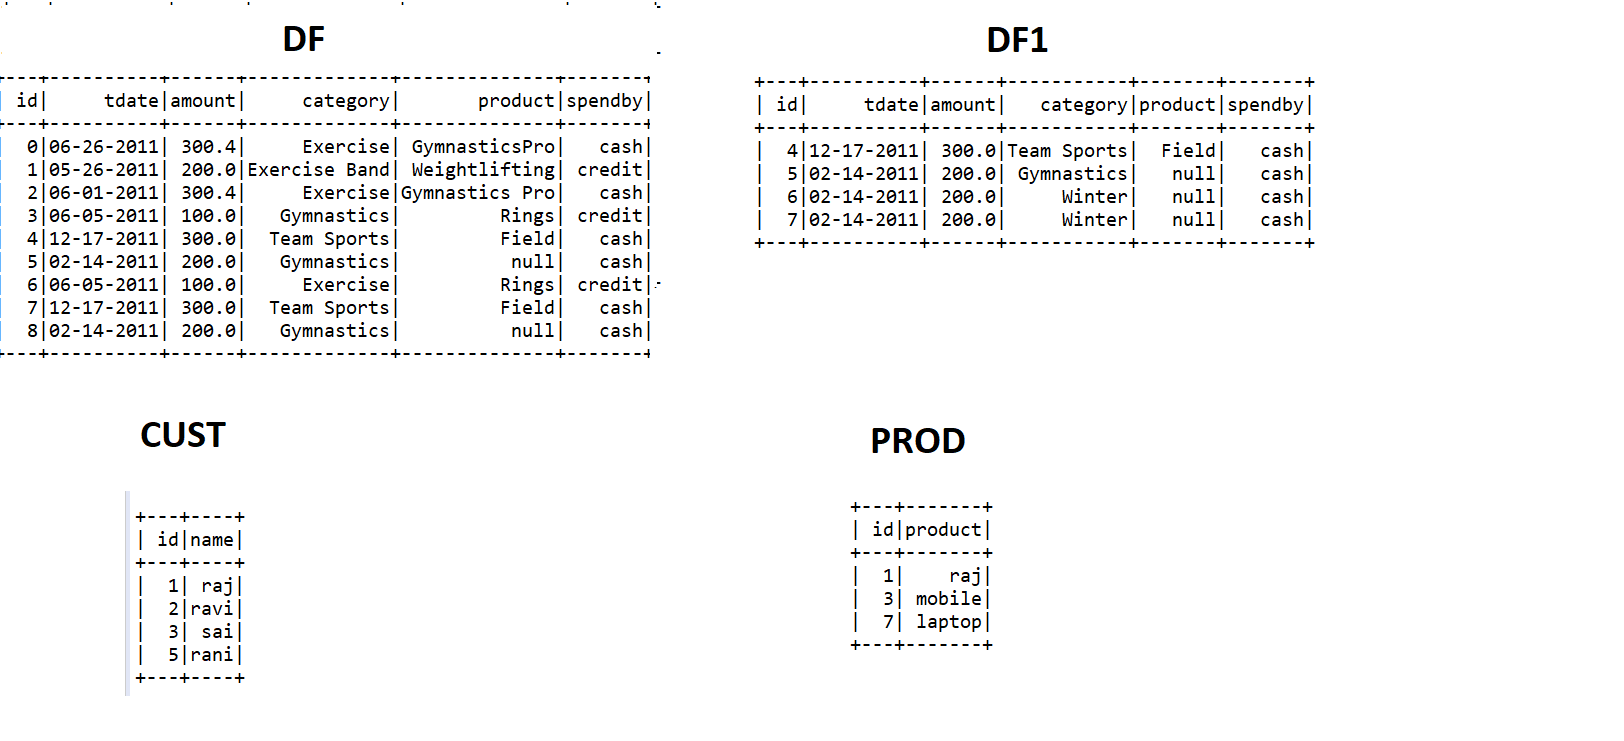 DF
---+----------+------+-------------+--------------+-------+
 id|     tdate|amount|     category|       product|spendby|
---+----------+------+-------------+--------------+-------+
  0|06-26-2011| 300.4|     Exercise| GymnasticsPro|   cash|
  1|05-26-2011| 200.0|Exercise Band| Weightlifting| credit|
  2|06-01-2011| 300.4|     Exercise|Gymnastics Pro|   cash|
  3|06-05-2011| 100.0|   Gymnastics|         Rings| credit|
  4|12-17-2011| 300.0|  Team Sports|         Field|   cash|
  5|02-14-2011| 200.0|   Gymnastics|          null|   cash|
  6|06-05-2011| 100.0|     Exercise|         Rings| credit|
  7|12-17-2011| 300.0|  Team Sports|         Field|   cash|
  8|02-14-2011| 200.0|   Gymnastics|          null|   cash|
---+----------+------+-------------+--------------+-------+
DF1
+---+----------+------+-----------+-------+-------+
| id|     tdate|amount|   category|product|spendby|
+---+----------+------+-----------+-------+-------+
|  4|12-17-2011| 300.0|Team Sports|  Field|   cash|
|  5|02-14-2011| 200.0| Gymnastics|   null|   cash|
|  6|02-14-2011| 200.0|     Winter|   null|   cash|
|  7|02-14-2011| 200.0|     Winter|   null|   cash|
+---+----------+------+-----------+-------+-------+
CUST
+---+----+
| id|name|
+---+----+
|  1| raj|
|  2|ravi|
|  3| sai|
|  5|rani|
+---+----+
PROD
+---+-------+
| id|product|
+---+-------+
|  1|    raj|
|  3| mobile|
|  7| laptop|
+---+-------+